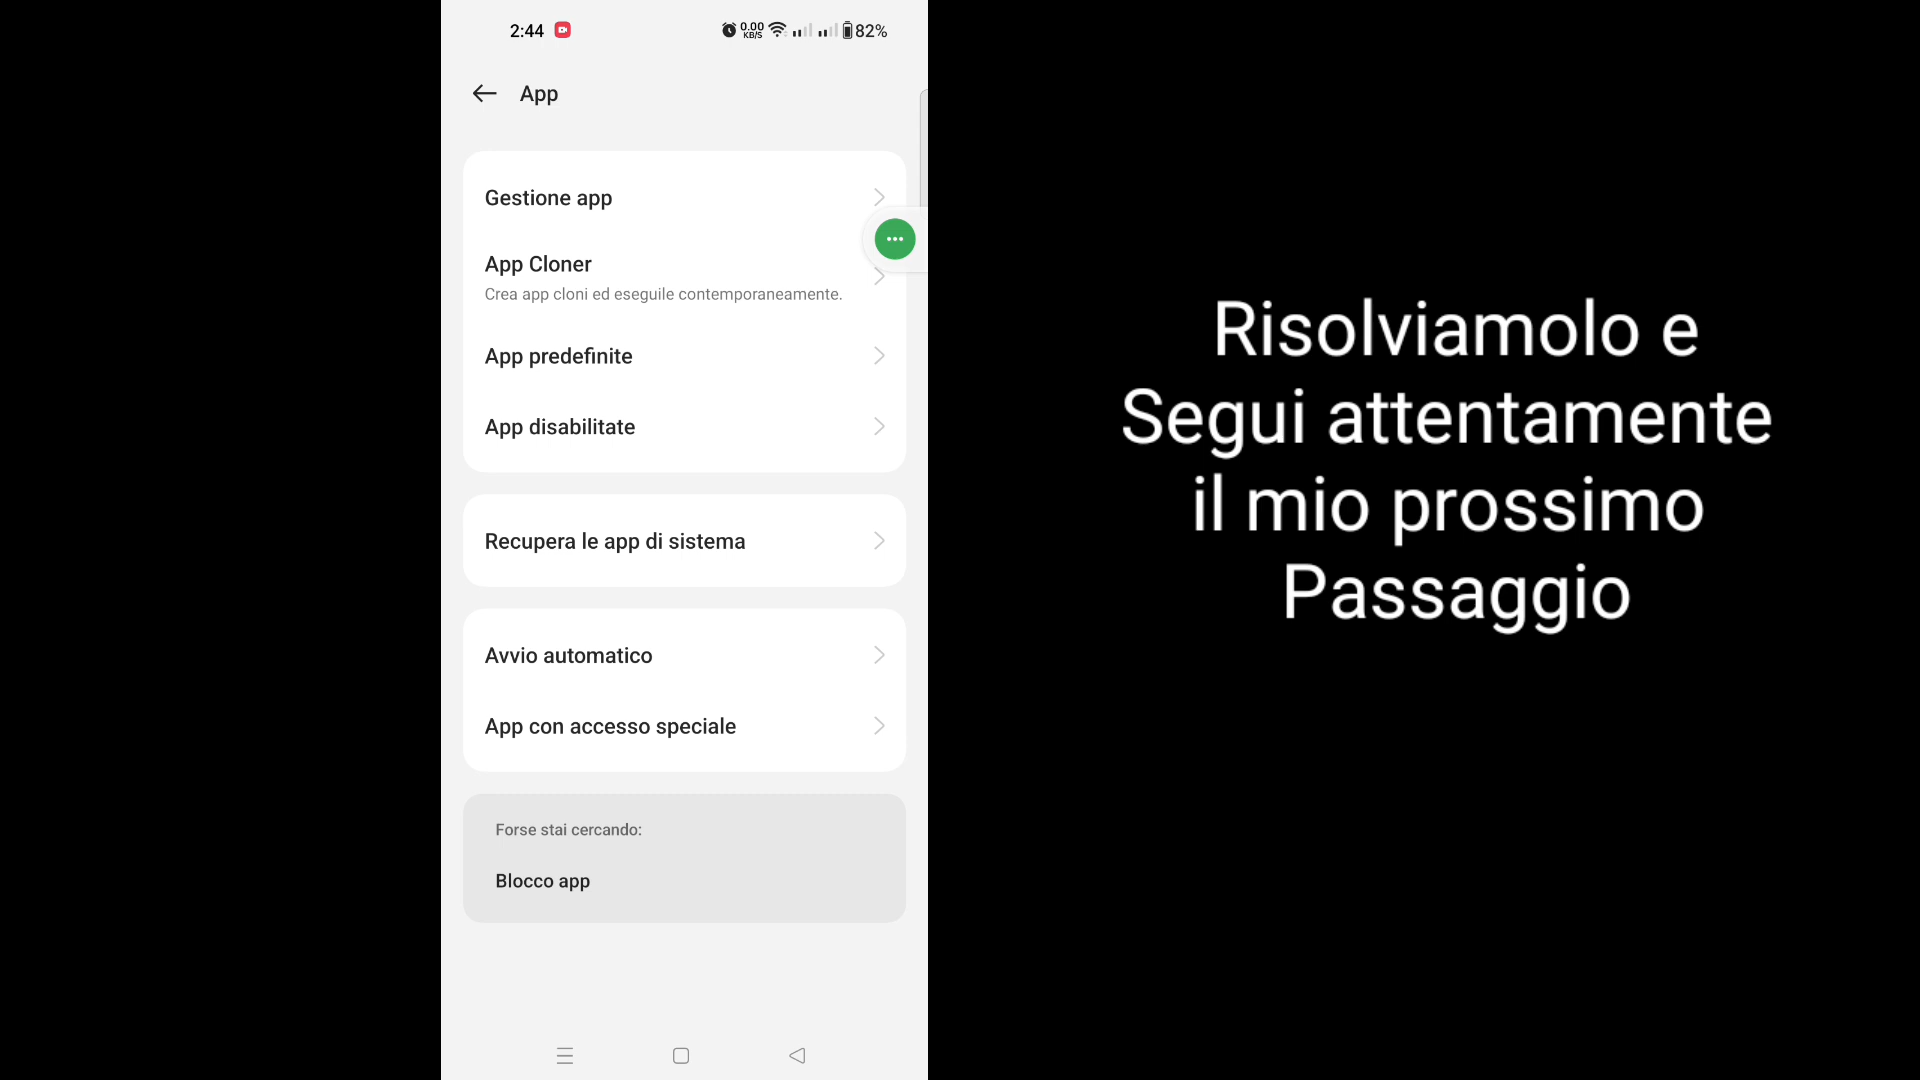 2:44
0.00
KB/S
82%
App
Gestione app
App Cloner
Crea app cloni ed eseguile contemporaneamente.
App predefinite
App disabilitate
Recupera le app di sistema
Avvio automatico
App con accesso speciale
Forse stai cercando:
Blocco app
Risolviamolo e
Segui attentamente
il mio prossimo
Passaggio